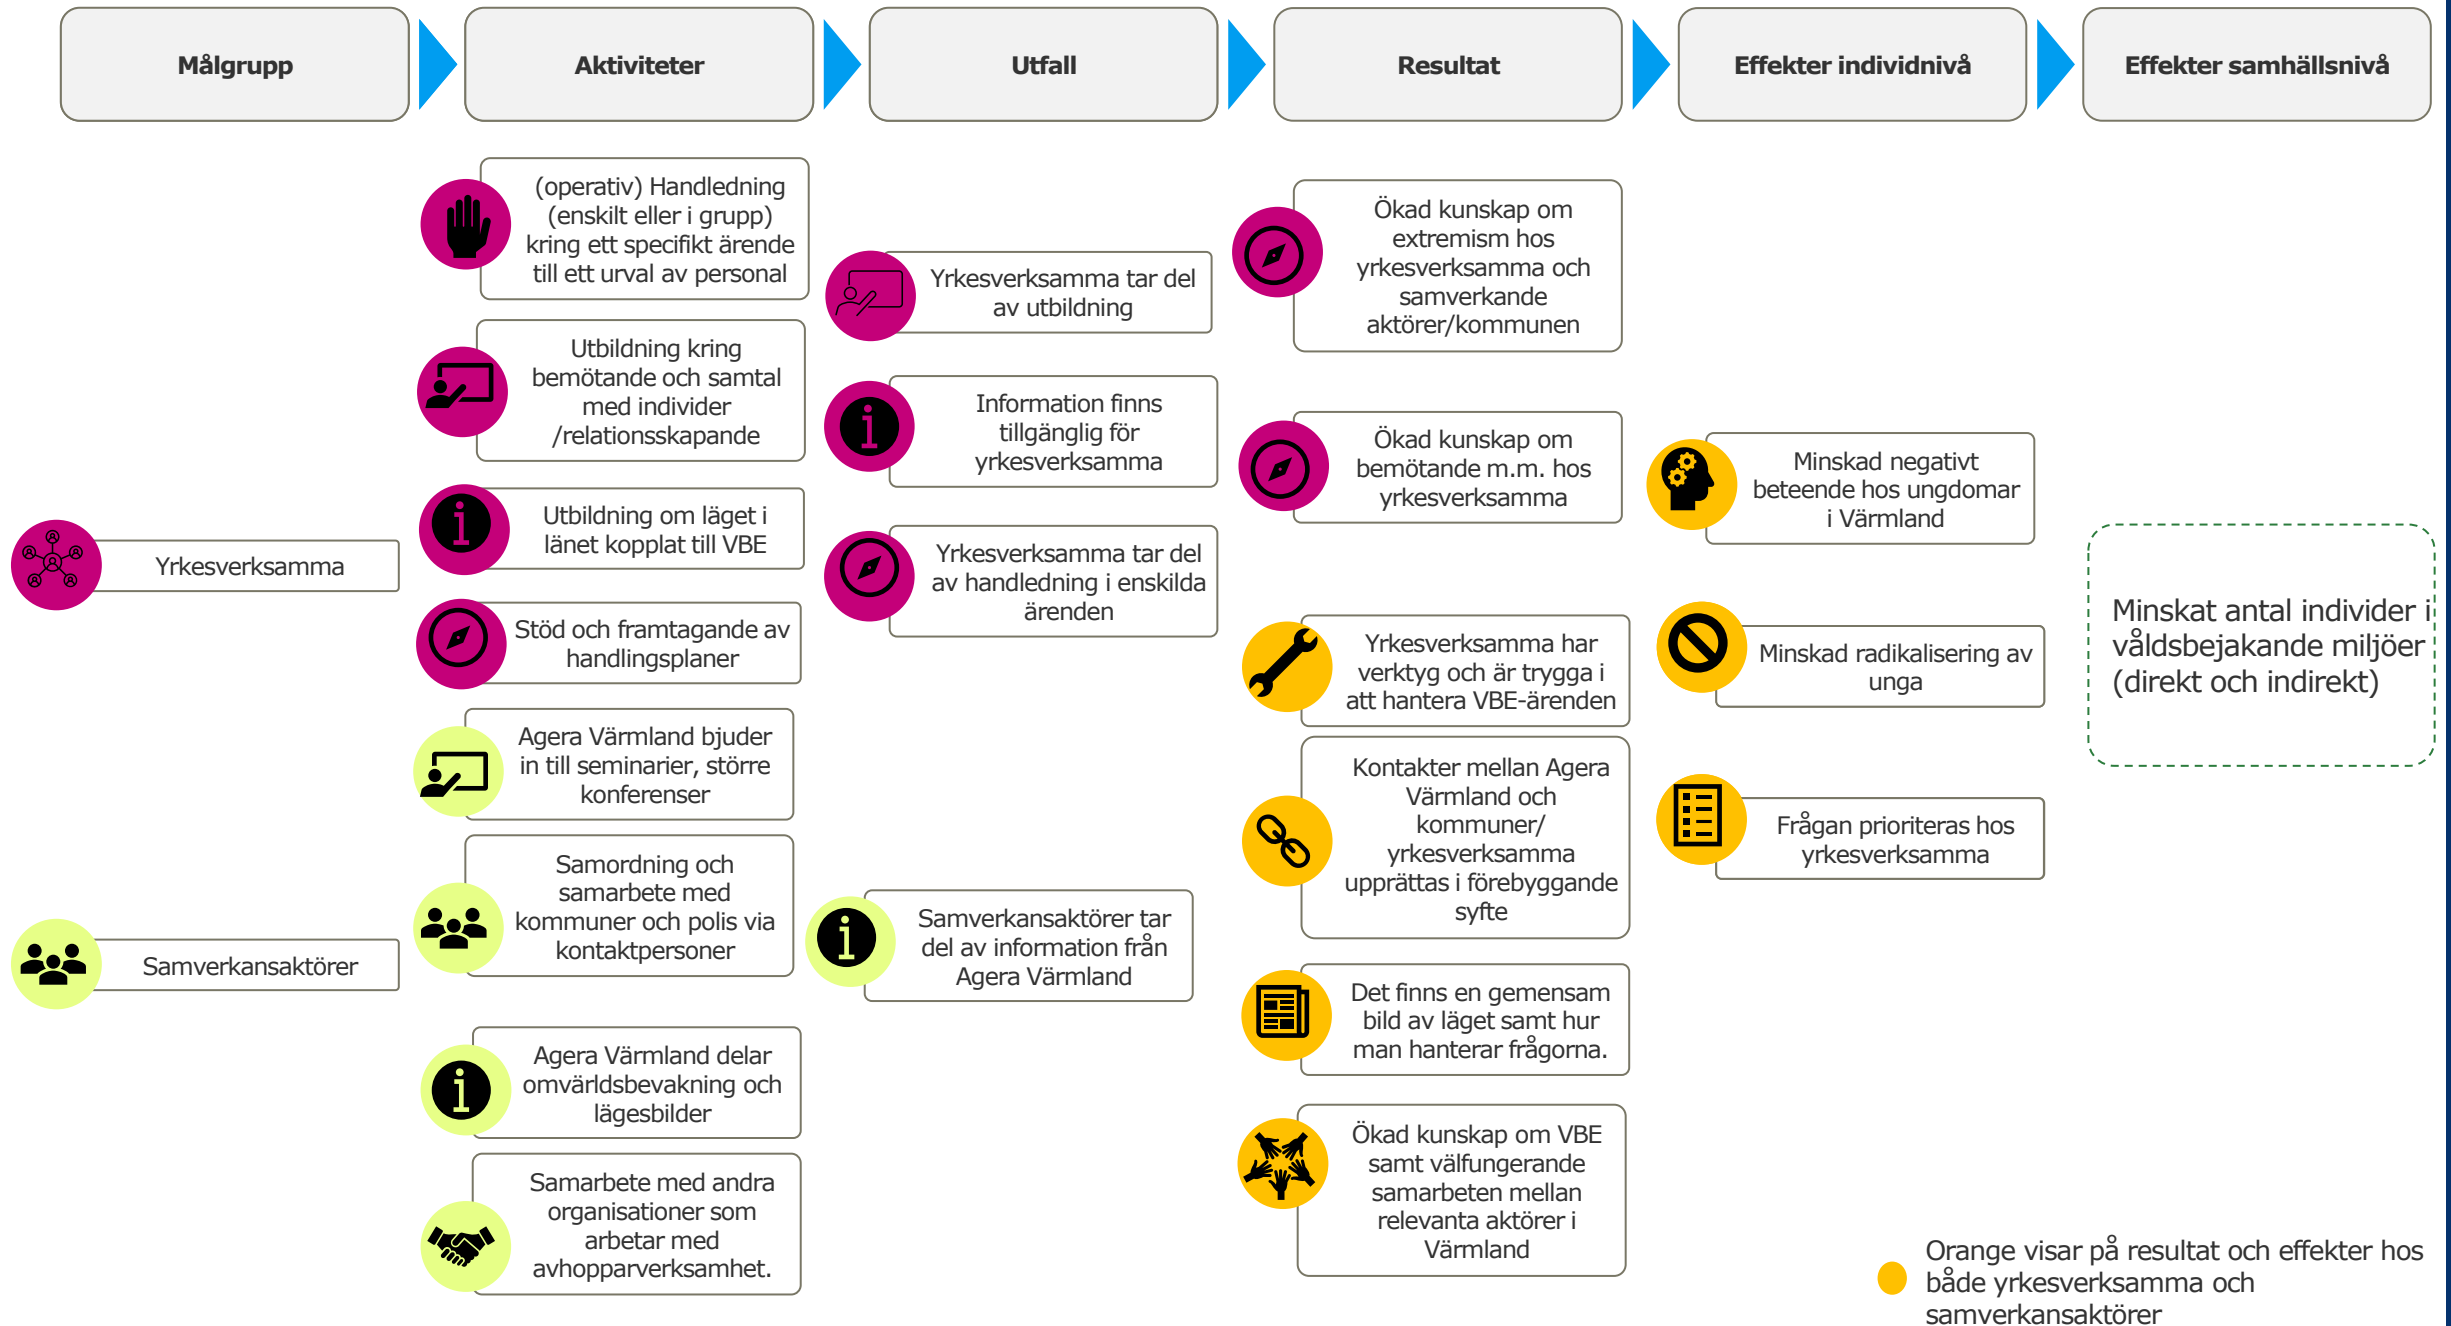 Målgrupp
Aktiviteter
Utfall
Resultat
Effekter individnivå
Effekter samhällsnivå
Yrkesverksamma
Samverkansaktörer
(operativ) Handledning
(enskilt eller i grupp)
kring ett specifikt ärende
till ett urval av personal
Utbildning kring
bemötande och samtal
med individer
/relationsskapande
Utbildning om läget i
länet kopplat till VBE
Stöd och framtagande av
handlingsplaner
Agera Värmland bjuder
in till seminarier, större
konferenser
Samordning och
samarbete med
kommuner och polis via
kontaktpersoner
Agera Värmland delar
omvärldsbevakning och
lägesbilder
Samarbete med andra
organisationer som
arbetar med
avhopparverksamhet.
Yrkesverksamma tar del
av utbildning
Information finns
tillgänglig för
yrkesverksamma
Yrkesverksamma tar del
av handledning i enskilda
ärenden
Samverkansaktörer tar
del av information från
Agera Värmland
Ökad kunskap om
extremism hos
yrkesverksamma och
samverkande
aktörer/kommunen
Ökad kunskap om
bemötande m.m. hos
yrkesverksamma
Yrkesverksamma har
verktyg och är trygga i
att hantera VBE-ärenden
Kontakter mellan Agera
Värmland och
kommuner/
yrkesverksamma
upprättas i förebyggande
syfte
Det finns en gemensam
bild av läget samt hur
man hanterar frågorna.
Ökad kunskap om VBE
samt välfungerande
samarbeten mellan
relevanta aktörer i
Värmland
Minskad negativt
beteende hos ungdomar
i Värmland
Minskad radikalisering av
unga
Frågan prioriteras hos
yrkesverksamma
Minskat antal individer i
våldsbejakande miljöer
(direkt och indirekt)
Orange visar på resultat och effekter hos
både yrkesverksamma och
samverkansaktörer